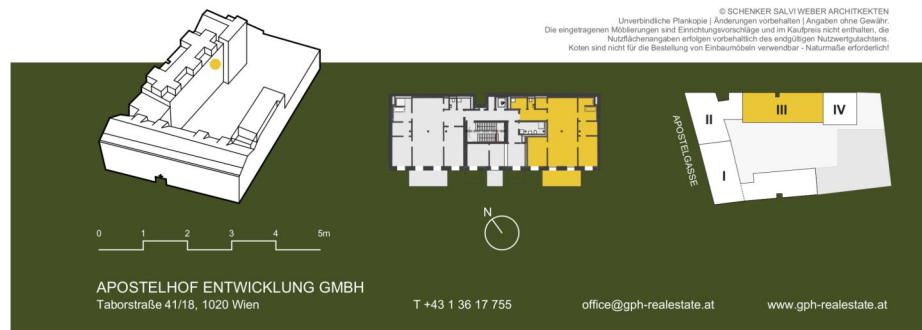 © SCHENKER SALVI WEBER ARCHITKEKTEN
Unverbindliche Plankopie | Änderungen vorbehalten | Angaben ohne Gewähr.
Die eingetragenen Möblierungen sind Einrichtungsvorschläge und im Kaufpreis nicht enthalten, die
Nutzflächenangaben erfolgen vorbehaltlich des endgültigen Nutzwertgutachtens.
Koten sind nicht für die Bestellung von Einbaumöbeln verwendbar - Naturmaße erforderlich!
II
III
IV
I
APOSTELGASSE
N
0 1 2 3 4 5m
APOSTELHOF ENTWICKLUNG GMBH
Taborstraße 41/18, 1020 Wien
T +43 1 36 17 755
office@gph-realestate.at
www.gph-realestate.at